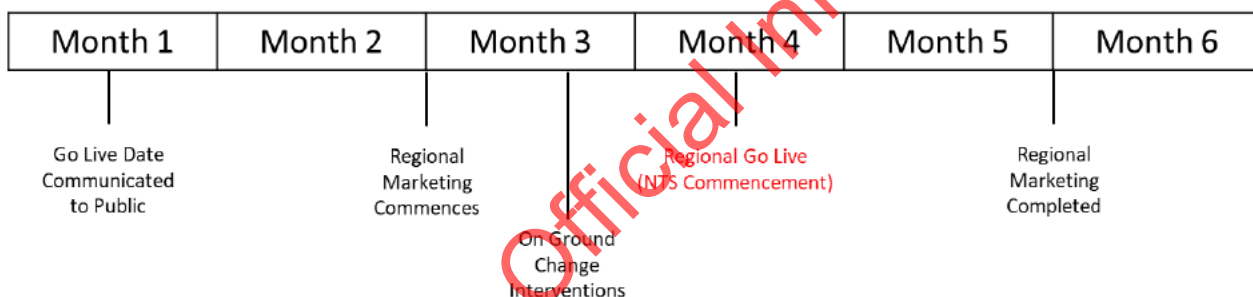 Month 1 Month 2 Month 3 Month 4 Month 5 Month 6
Go Live Date
Communicated
to Public
Regional
Marketing
Commences
On Ground
Change
Interventions
Regional Go Live
(NTS Commencement)
Regional
Marketing
Completed
Official In